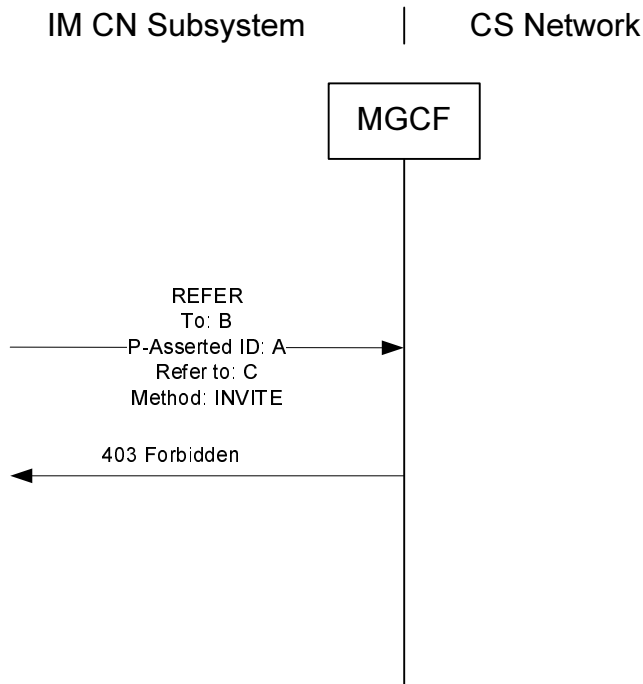 IM CN Subsystem
CS Network
MGCF
REFER
To: B
P-Asserted ID: A
Refer to: C
Method: INVITE
403 Forbidden